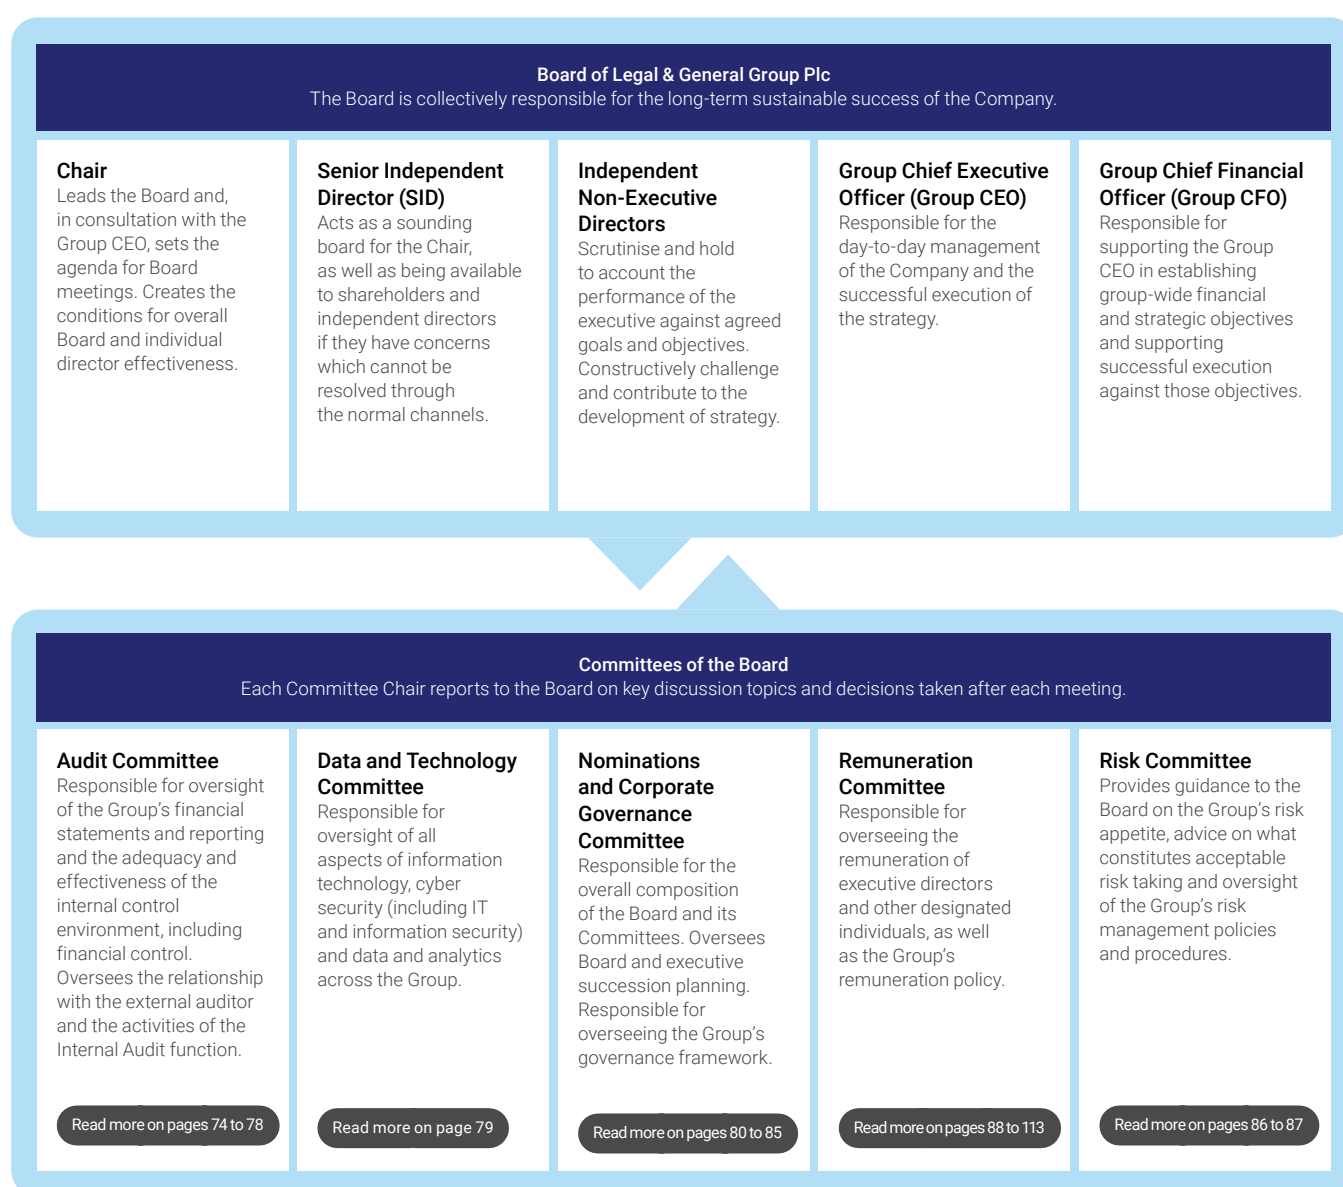 Board of Legal & General Group Plc
The Board is collectively responsible for the long-term sustainable success of the Company.
Chair
Leads the Board and,
in consultation with the
Group CEO, sets the
agenda for Board
meetings. Creates the
conditions for overall
Board and individual
director effectiveness.
Senior Independent
Director (SID)
Acts as a sounding
board for the Chair,
as well as being available
to shareholders and
independent directors
if they have concerns
which cannot be
resolved through
the normal channels.
Independent
Non-Executive
Directors
Scrutinise and hold
to account the
performance of the
executive against agreed
goals and objectives.
Constructively challenge
and contribute to the
development of strategy.
Group Chief Executive
Officer (Group CEO)
Responsible for the
day-to-day management
of the Company and the
successful execution of
the strategy.
Group Chief Financial
Officer (Group CFO)
Responsible for
supporting the Group
CEO in establishing
group-wide financial
and strategic objectives
and supporting
successful execution
against those objectives.
Committees of the Board
Each Committee Chair reports to the Board on key discussion topics and decisions taken after each meeting.
Audit Committee
Responsible for oversight
of the Group’s financial
statements and reporting
and the adequacy and
effectiveness of the
internal control
environment, including
financial control.
Oversees the relationship
with the external auditor
and the activities of the
Internal Audit function.
Read more on pages 74 to 78
Data and Technology
Committee
Responsible for
oversight of all
aspects of information
technology, cyber
security (including IT
and information security)
and data and analytics
across the Group.
Read more on page 79
Nominations
and Corporate
Governance
Committee
Responsible for the
overall composition
of the Board and its
Committees. Oversees
Board and executive
succession planning.
Responsible for
overseeing the Group’s
governance framework.
Read more on pages 80 to 85
Remuneration
Committee
Responsible for
overseeing the
remuneration of
executive directors
and other designated
individuals, as well
as the Group’s
remuneration policy.
Read more on pages 88 to 113
Risk Committee
Provides guidance to the
Board on the Group’s risk
appetite, advice on what
constitutes acceptable
risk taking and oversight
of the Group’s risk
management policies
and procedures.
Read more on pages 86 to 87